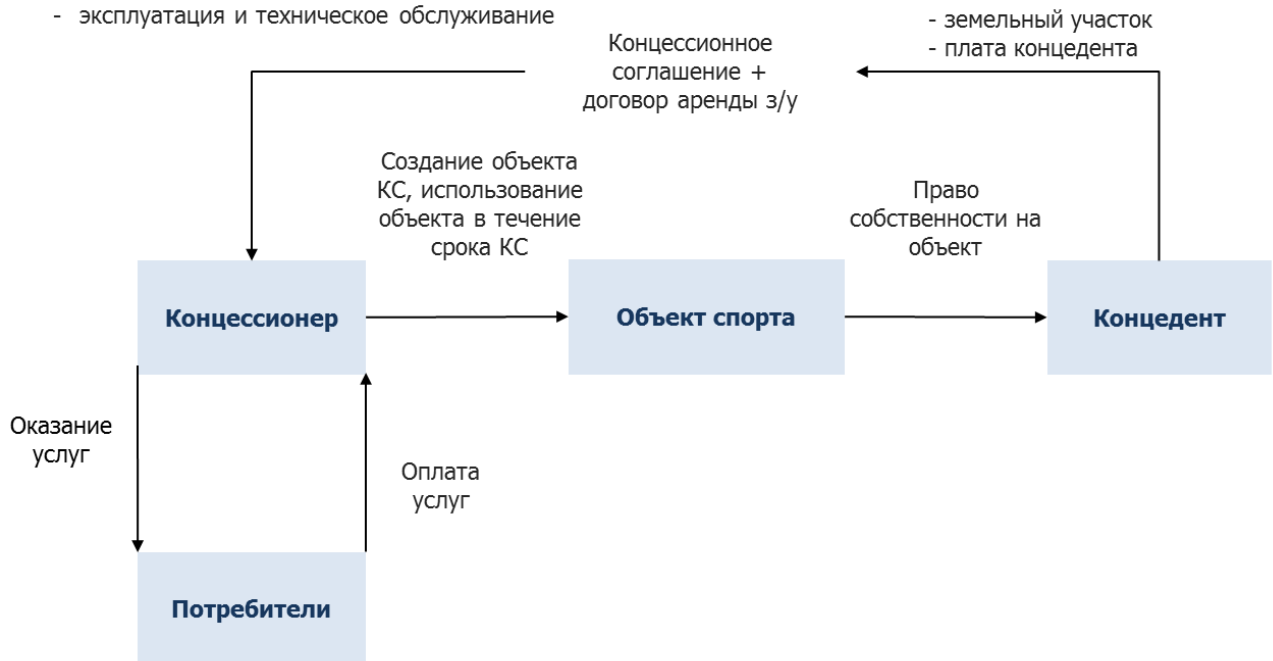 - эксплуатация и техническое обслуживание
- земельный участок
- плата концедента
Концессионное
соглашение +
договор аренды з/у
Создание объекта
КС, использование
объекта в течение
срока КС
Право
собственности на
объект
Концессионер
Объект спорта
Концедент
Оказание
услуг
Оплата
услуг
Потребители